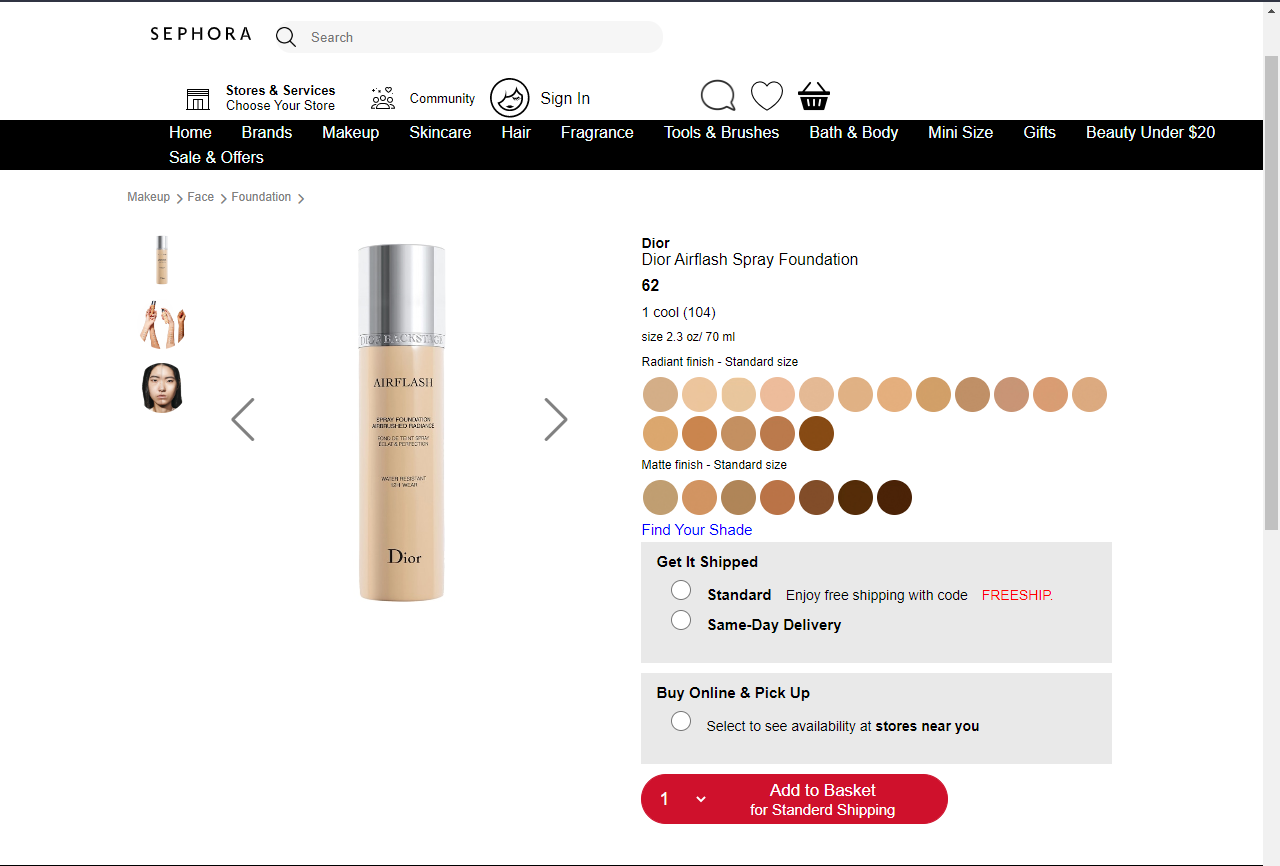 SEPHORA
Search
Stores & Services
Choose Your Store
Community
Sign In
Home Brands Makeup Skincare Hair Fragrance Tools & Brushes Bath & Body Mini Size Gifts Beauty Under $20
Sale & Offers
Makeup Face Foundation
Dior
Dior Airflash Spray Foundation
62
1 cool (104)
size 2.3 oz/ 70 ml
Radiant finish - Standard size
Matte finish - Standard size
Find Your Shade
Get It Shipped
Standard Enjoy free shipping with code FREESHIP.
Same-Day Delivery
Buy Online & Pick Up
Select to see availability at stores near you
1
Add to Basket
for Standerd Shipping
DIOR BACKSTAGE
AIRFLASH
SPRAY FOUNDATION
AIRBRUSHED RADIANCE
FOND DE TEINT SPRAY
ÉCLAT & PERFECTION
WATER RESISTANT
12H WEAR
Dior